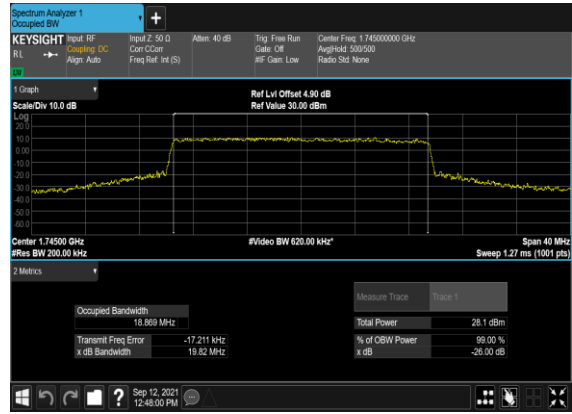 Spectrum Analyzer 1
Occupied BW
+
KEYSIGHT Input: RF Input Z: 50 Ω Atten: 40 dB Trig: Free Run Center Freq: 1.745000000 GHz
RL Coupling: DC Corr CCorr Gate: Off Avg|Hold: 500/500
Align: Auto Freq Ref: Int (S) #IF Gain: Low Radio Std: None
LW
1 Graph
Ref Lvl Offset 4.90 dB
Scale/Div 10.0 dB Ref Value 30.00 dBm
Log
20.0
10.0
0.00
-10.0
-20.0
-30.0
-40.0
-50.0
-60.0
Center 1.74500 GHz #Video BW 620.00 kHz* Span 40 MHz
#Res BW 200.00 kHz Sweep 1.27 ms (1001 pts)
2 Metrics
Measure Trace Trace 1
Occupied Bandwidth
18.869 MHz Total Power 28.1 dBm
Transmit Freq Error -17.211 kHz % of OBW Power 99.00 %
x dB Bandwidth 19.82 MHz x dB -26.00 dB
?
Sep 12, 2021
12:48:00 PM